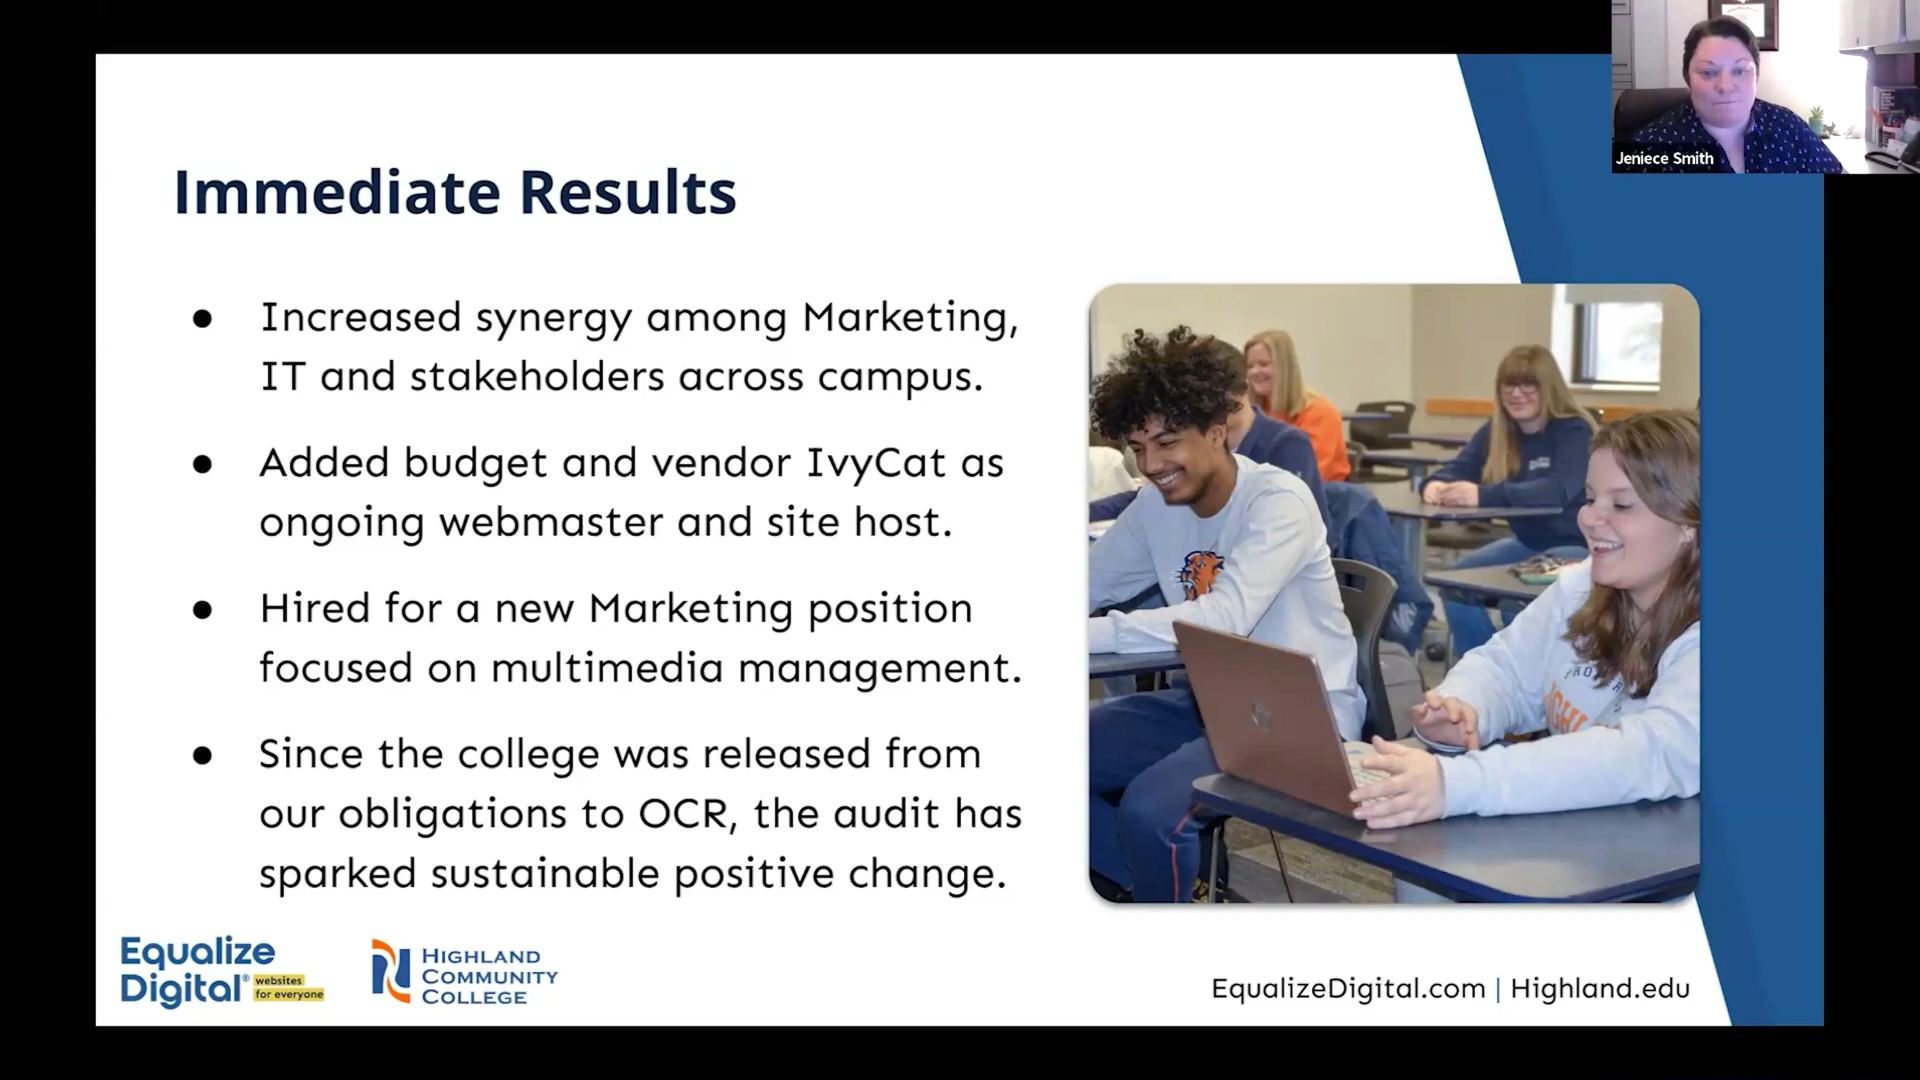 Jeniece Smith
Immediate Results
● Increased synergy among Marketing,
IT and stakeholders across campus.
● Added budget and vendor IvyCat as
ongoing webmaster and site host.
● Hired for a new Marketing position
focused on multimedia management.
● Since the college was released from
our obligations to OCR, the audit has
sparked sustainable positive change.
Equalize
Digital® websites
for everyone
HIGHLAND
COMMUNITY
COLLEGE
EqualizeDigital.com | Highland.edu